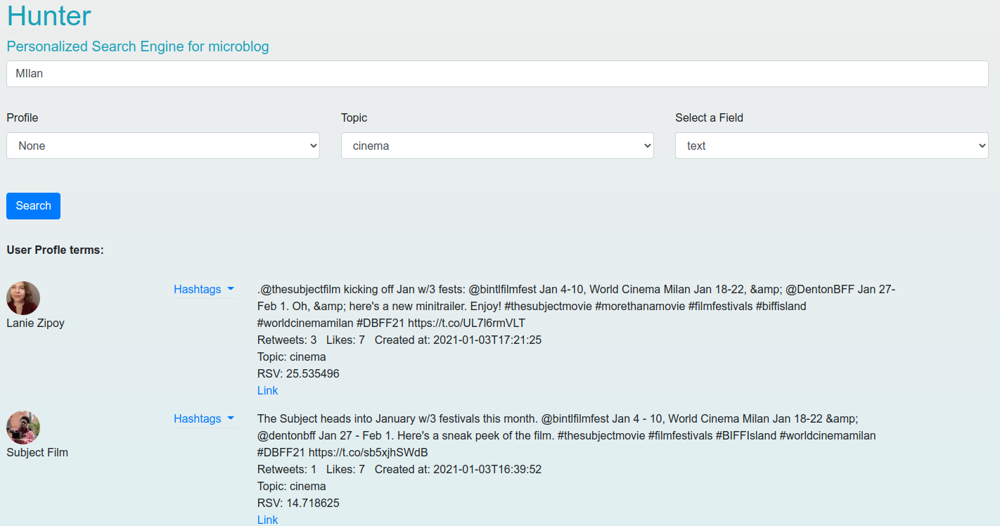 Hunter
Personalized Search Engine for microblog
MIlan
Profile Topic Select a Field
None cinema text
Search
User Profle terms:
Hashtags
.@thesubjectfilm kicking off Jan w/3 fests: @bintlfilmfest Jan 4-10, World Cinema Milan Jan 18-22, &amp; @DentonBFF Jan 27-
Feb 1. Oh, &amp; here's a new minitrailer. Enjoy! #thesubjectmovie #morethanamovie #filmfestivals #biffisland
Lanie Zipoy
#worldcinemamilan #DBFF21 https://t.co/UL7l6rmVLT
Retweets: 3 Likes: 7 Created at: 2021-01-03T17:21:25
Topic: cinema
RSV: 25.535496
Link
Hashtags
The Subject heads into January w/3 festivals this month. @bintlfilmfest Jan 4 - 10, World Cinema Milan Jan 18-22 &amp;
@dentonbff Jan 27 - Feb 1. Here's a sneak peek of the film. #thesubjectmovie #filmfestivals #BIFFIsland #worldcinemamilan
Subject Film
#DBFF21 https://t.co/sb5xjhSWdB
Retweets: 1 Likes: 7 Created at: 2021-01-03T16:39:52
Topic: cinema
RSV: 14.718625
Link